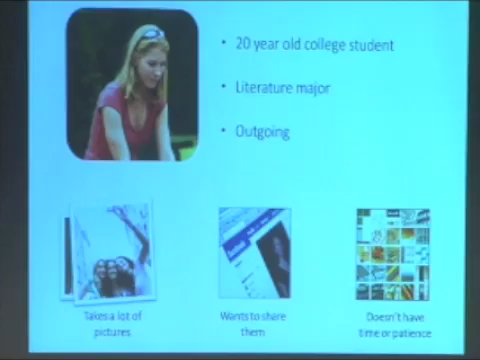 • 20 year old college student
• Literature major
• Outgoing
Takes a lot of
pictures
Wants to share
them
Doesn't have
time or patience